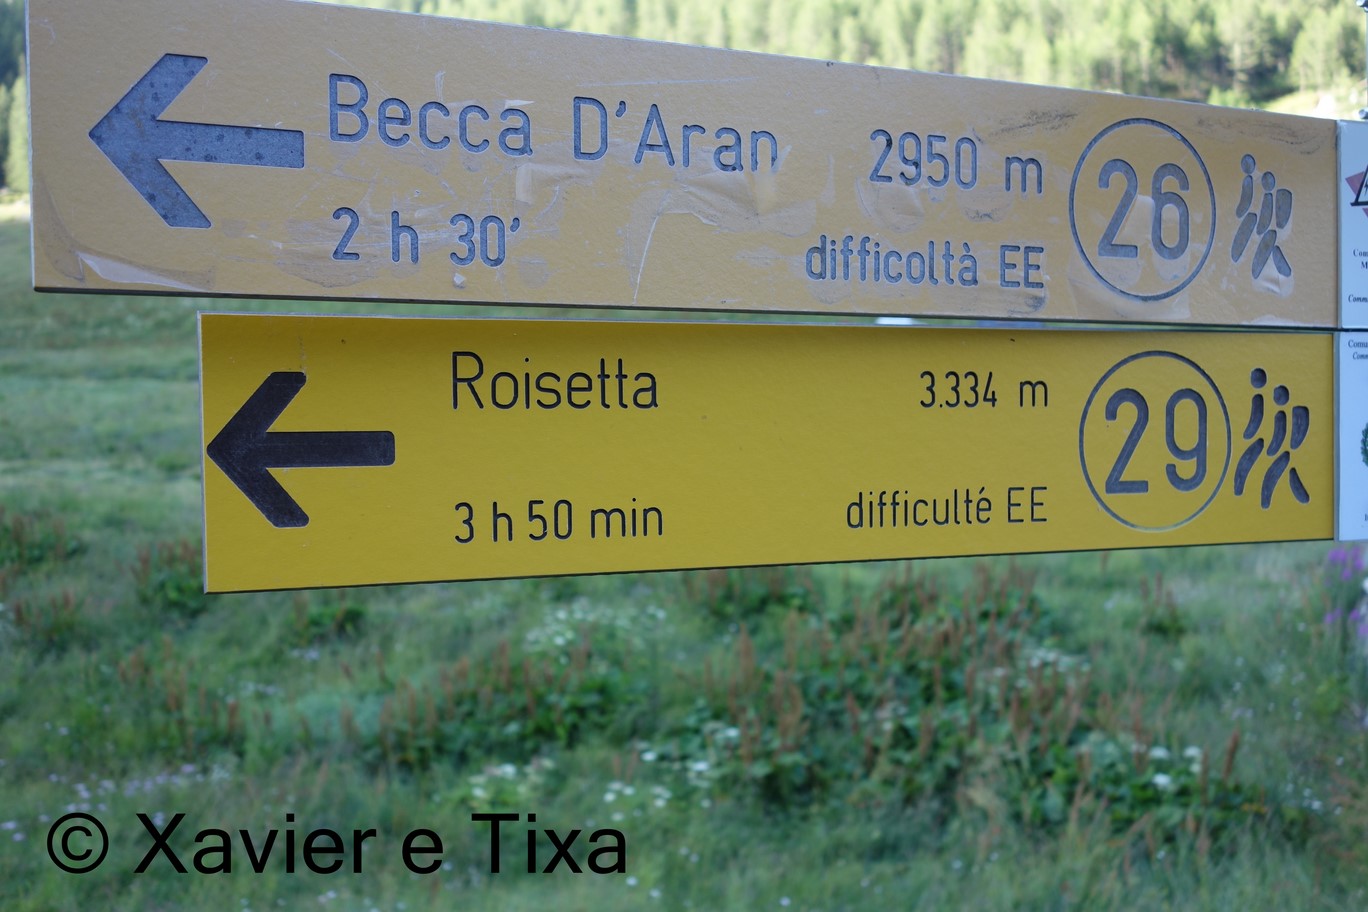 Becca D'Aran 2950 m 26
2 h 30' difficoltà EE
Roisetta 3.334 m 29
3 h 50 min difficulté EE
© Xavier e Tixa